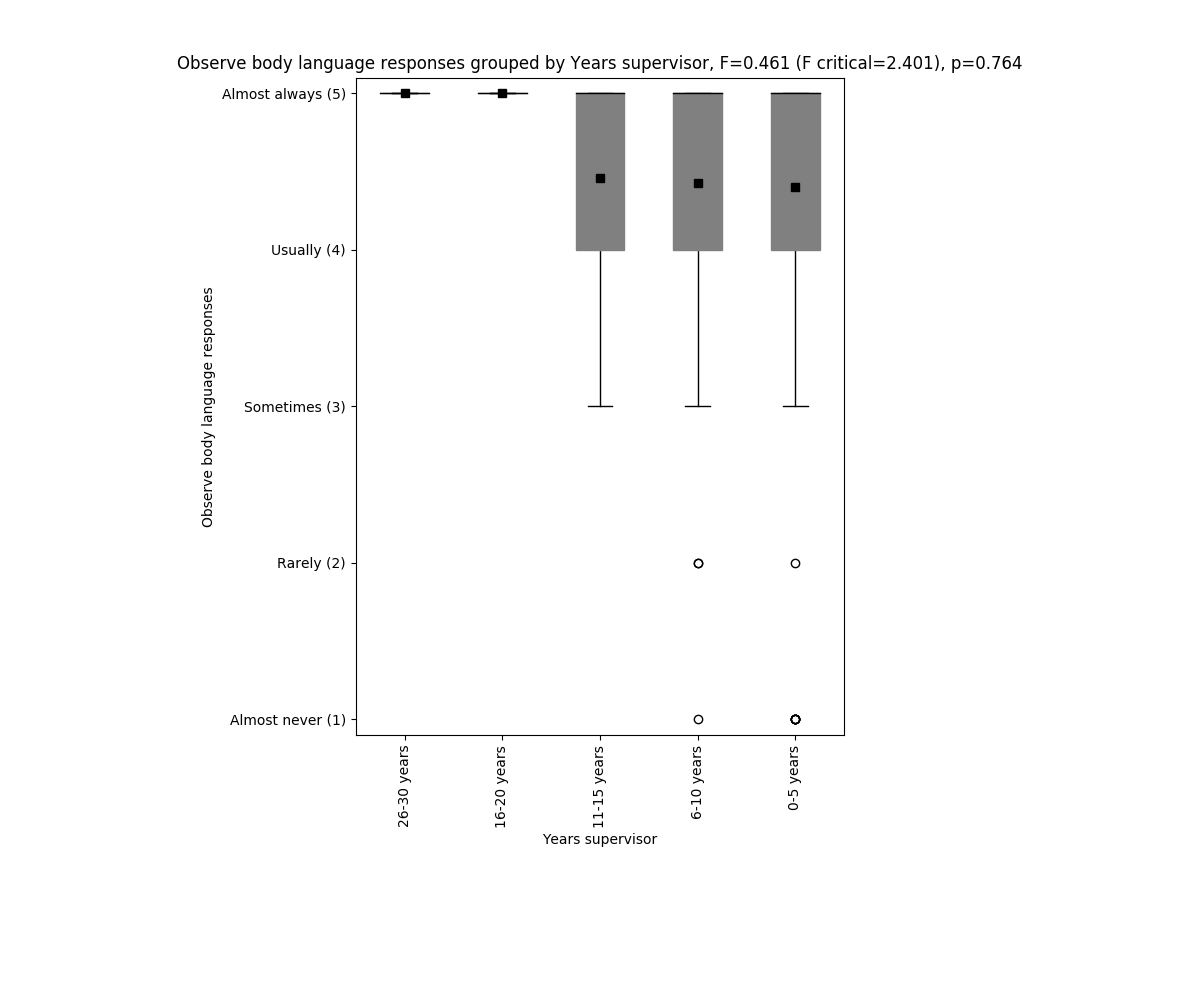 Observe body language responses grouped by Years supervisor, F=0.461 (F critical=2.401), p=0.764
Almost always (5)
Usually (4)
Sometimes (3)
Rarely (2)
Almost never (1)
Observe body language responses
26-30 years
16-20 years
11-15 years
6-10 years
0-5 years
Years supervisor